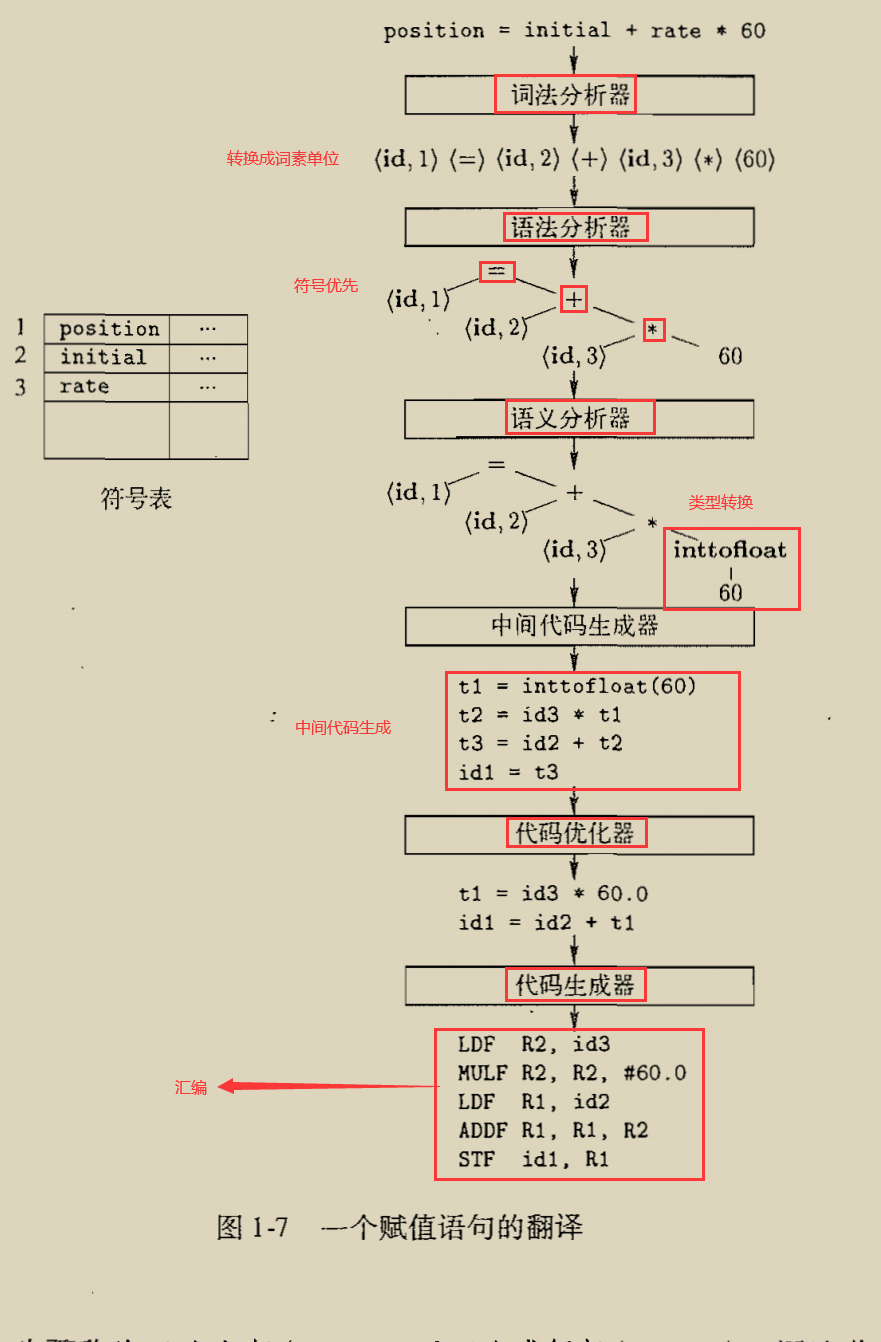 position = initial + rate * 60
词法分析器
转换成词素单位
⟨id, 1⟩ ⟨=⟩ ⟨id, 2⟩ ⟨+⟩ ⟨id, 3⟩ ⟨*⟩ ⟨60⟩
语法分析器
符号优先
=
⟨id, 1⟩
+
⟨id, 2⟩
*
⟨id, 3⟩
60
1 position ...
2 initial ...
3 rate ...
符号表
语义分析器
=
⟨id, 1⟩
+
类型转换
⟨id, 2⟩
*
⟨id, 3⟩
inttofloat
60
中间代码生成器
中间代码生成
t1 = inttofloat(60)
t2 = id3 * t1
t3 = id2 + t2
id1 = t3
代码优化器
t1 = id3 * 60.0
id1 = id2 + t1
代码生成器
汇编
LDF R2, id3
MULF R2, R2, #60.0
LDF R1, id2
ADDF R1, R1, R2
STF id1, R1
图 1-7 一个赋值语句的翻译